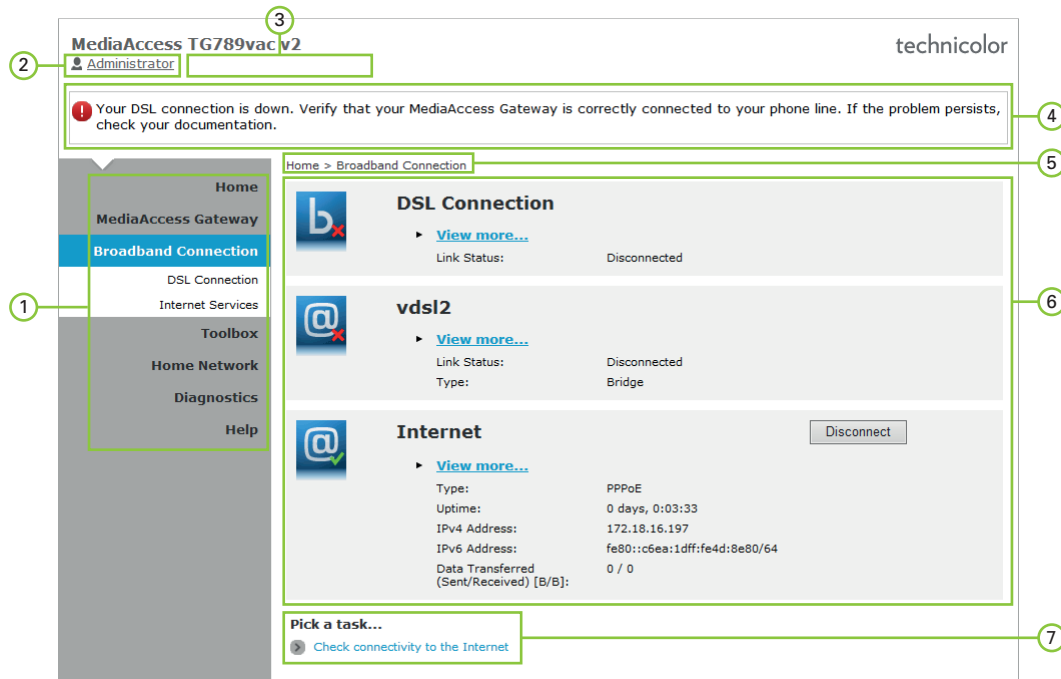 3
MediaAccess TG789vac v2
technicolor
2
Administrator
Your DSL connection is down. Verify that your MediaAccess Gateway is correctly connected to your phone line. If the problem persists,
check your documentation.
4
Home > Broadband Connection
5
Home
MediaAccess Gateway
Broadband Connection
DSL Connection
Internet Services
Toolbox
Home Network
Diagnostics
Help
1
DSL Connection
View more...
Link Status: Disconnected
vdsl2
View more...
Link Status: Disconnected
Type: Bridge
6
Internet
Disconnect
View more...
Type: PPPoE
Uptime: 0 days, 0:03:33
IPv4 Address: 172.18.16.197
IPv6 Address: fe80::c6ea:1dff:fe4d:8e80/64
Data Transferred 0 / 0
(Sent/Received) [B/B]:
Pick a task...
Check connectivity to the Internet
7